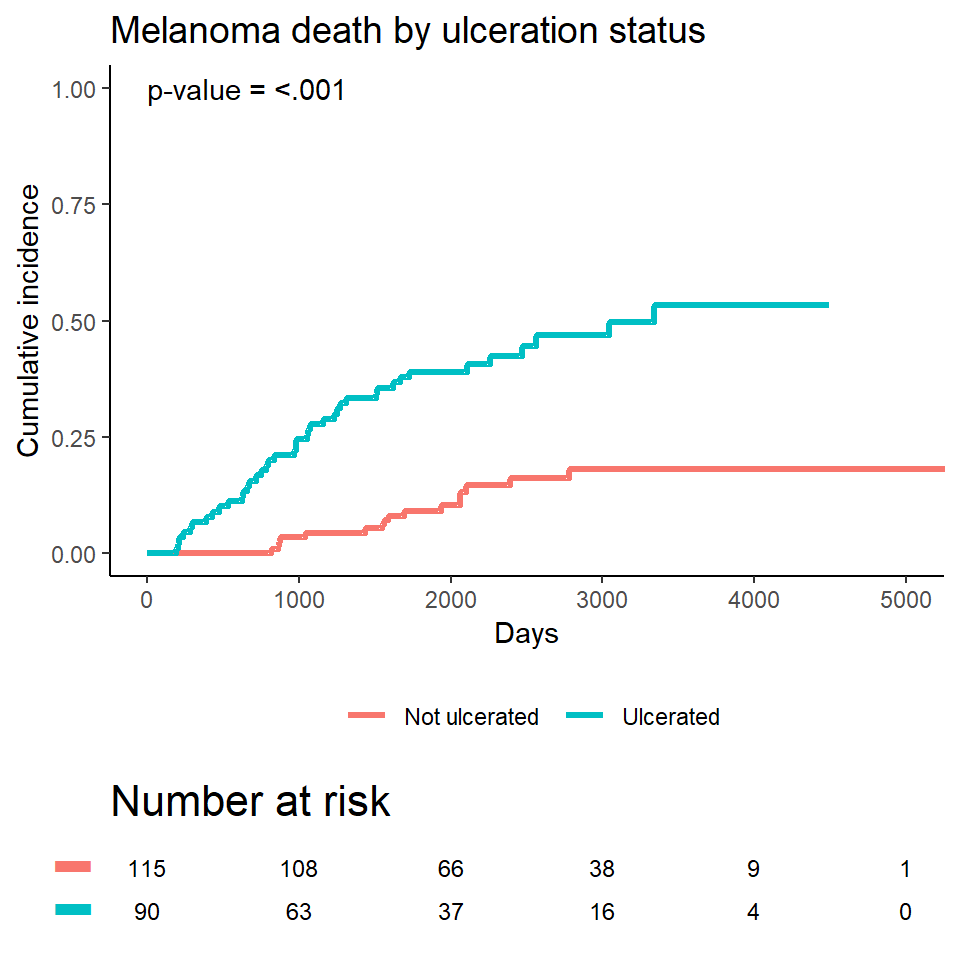 Melanoma death by ulceration status
p-value = <.001
Cumulative incidence
1.00
0.75
0.50
0.25
0.00
0 1000 2000 3000 4000 5000
Days
Not ulcerated Ulcerated
Number at risk
115 108 66 38 9 1
90 63 37 16 4 0